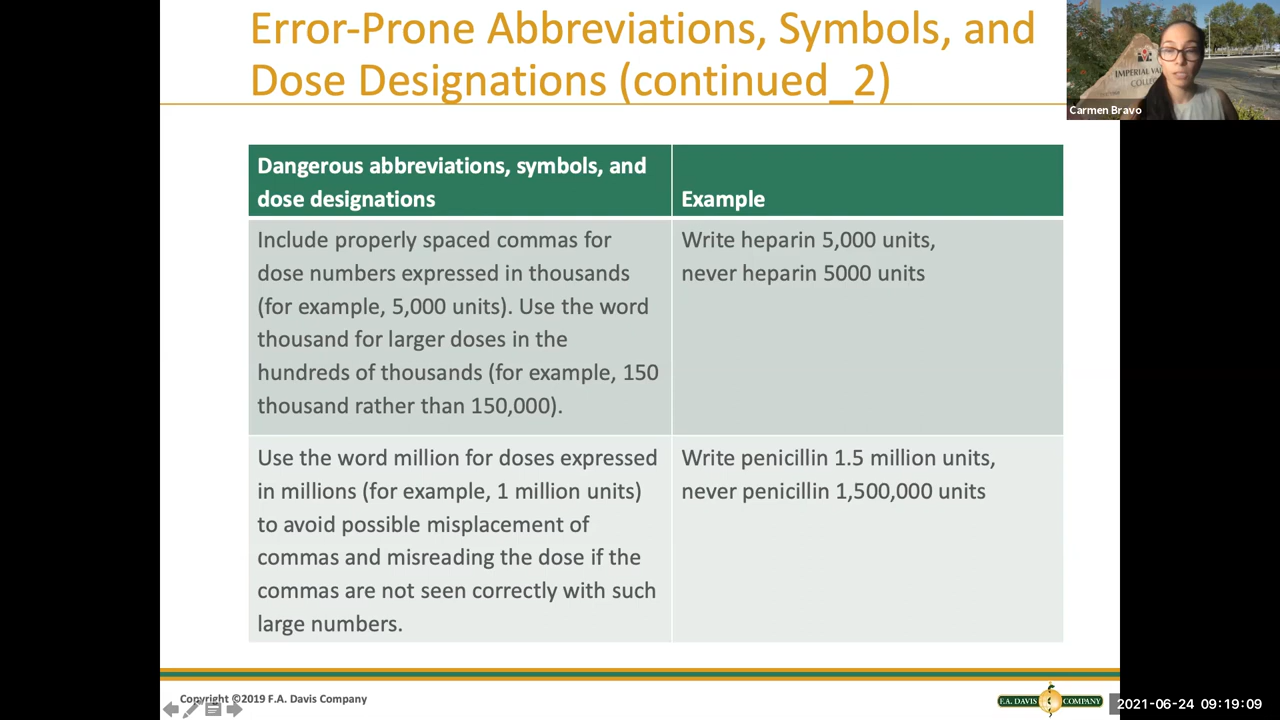 Error-Prone Abbreviations, Symbols, and
Dose Designations (continued_2)
Carmen Bravo
Dangerous abbreviations, symbols, and
dose designations
Example
Include properly spaced commas for
dose numbers expressed in thousands
(for example, 5,000 units). Use the word
thousand for larger doses in the
hundreds of thousands (for example, 150
thousand rather than 150,000).
Write heparin 5,000 units,
never heparin 5000 units
Use the word million for doses expressed
in millions (for example, 1 million units)
to avoid possible misplacement of
commas and misreading the dose if the
commas are not seen correctly with such
large numbers.
Write penicillin 1.5 million units,
never penicillin 1,500,000 units
Copyright ©2019 F.A. Davis Company
F.A. DAVIS COMPANY
2021-06-24 09:19:09